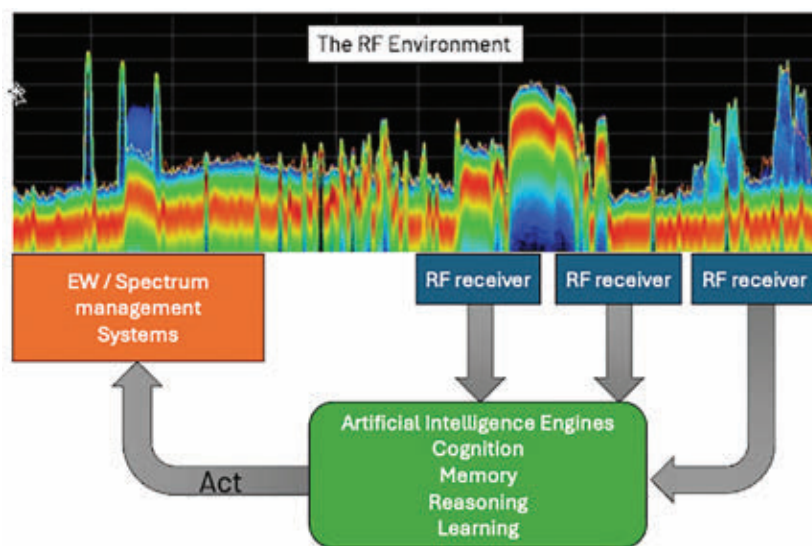 The RF Environment
EW / Spectrum
management
Systems
RF receiver
RF receiver
RF receiver
Artificial Intelligence Engines
Cognition
Memory
Reasoning
Learning
Act